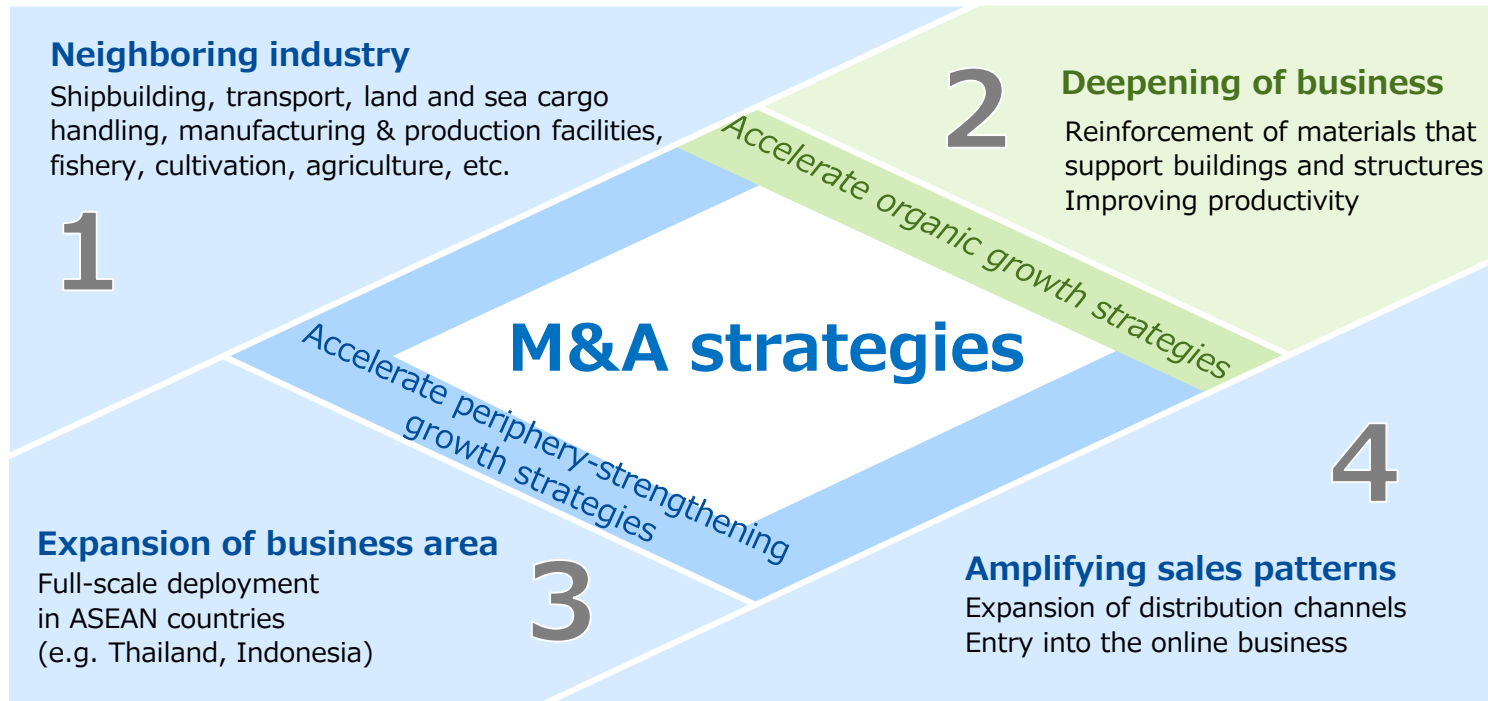 Neighboring industry
Shipbuilding, transport, land and sea cargo
handling, manufacturing & production facilities,
fishery, cultivation, agriculture, etc.
1
2
Deepening of business
Reinforcement of materials that
support buildings and structures
Improving productivity
Accelerate organic growth strategies
M&A strategies
Accelerate periphery-strengthening
growth strategies
Expansion of business area
Full-scale deployment
in ASEAN countries
(e.g. Thailand, Indonesia)
3
4
Amplifying sales patterns
Expansion of distribution channels
Entry into the online business